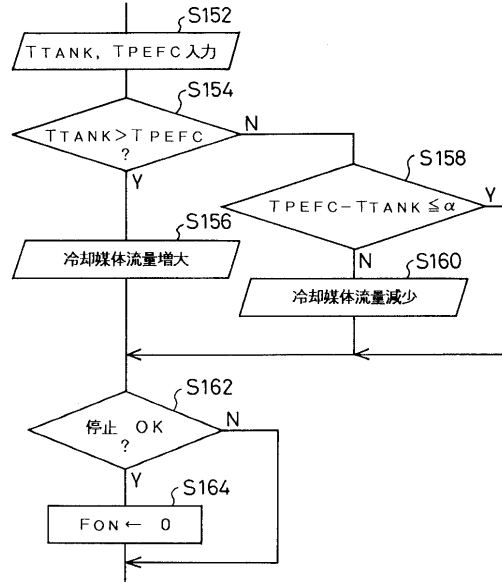 S152
TTANK, TPEFC入力
S154
TTANK>TPEFC
?
N
Y
S158
TPEFC-TTANK≦α
Y
N
S156
冷却媒体流量増大
S160
冷却媒体流量減少
S162
停止 OK
?
N
Y
S164
FON← 0